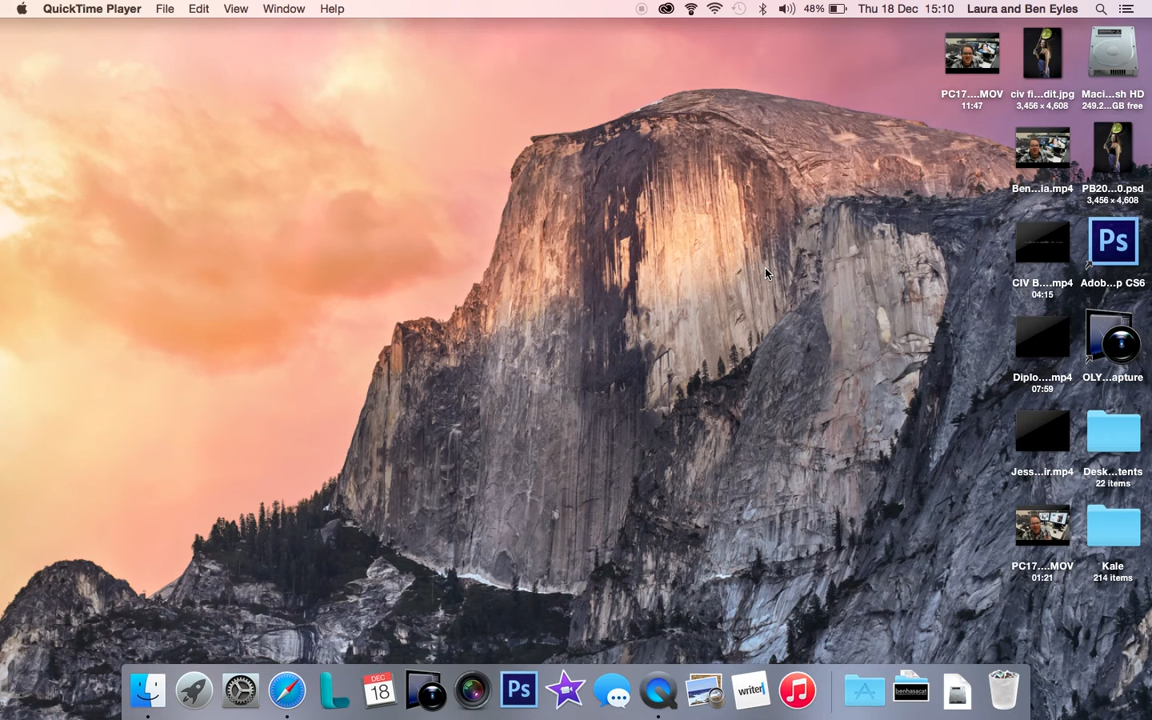 QuickTime Player File Edit View Window Help 48% Thu 18 Dec 15:10 Laura and Ben Eyles
PC17....MOV
11:47
civ fi...dit.jpg
3,456 × 4,608
Maci...sh HD
249.2...GB free
Ben...ia.mp4
PB20...0.psd
3,456 × 4,608
CIV B....mp4
04:15
Ps
Adob...p CS6
Diplo....mp4
07:59
OLY...apture
Jess...ir.mp4
Desk...tents
22 items
PC17....MOV
01:21
Kale
214 items
DEC
18
Ps
writer
benhasacat